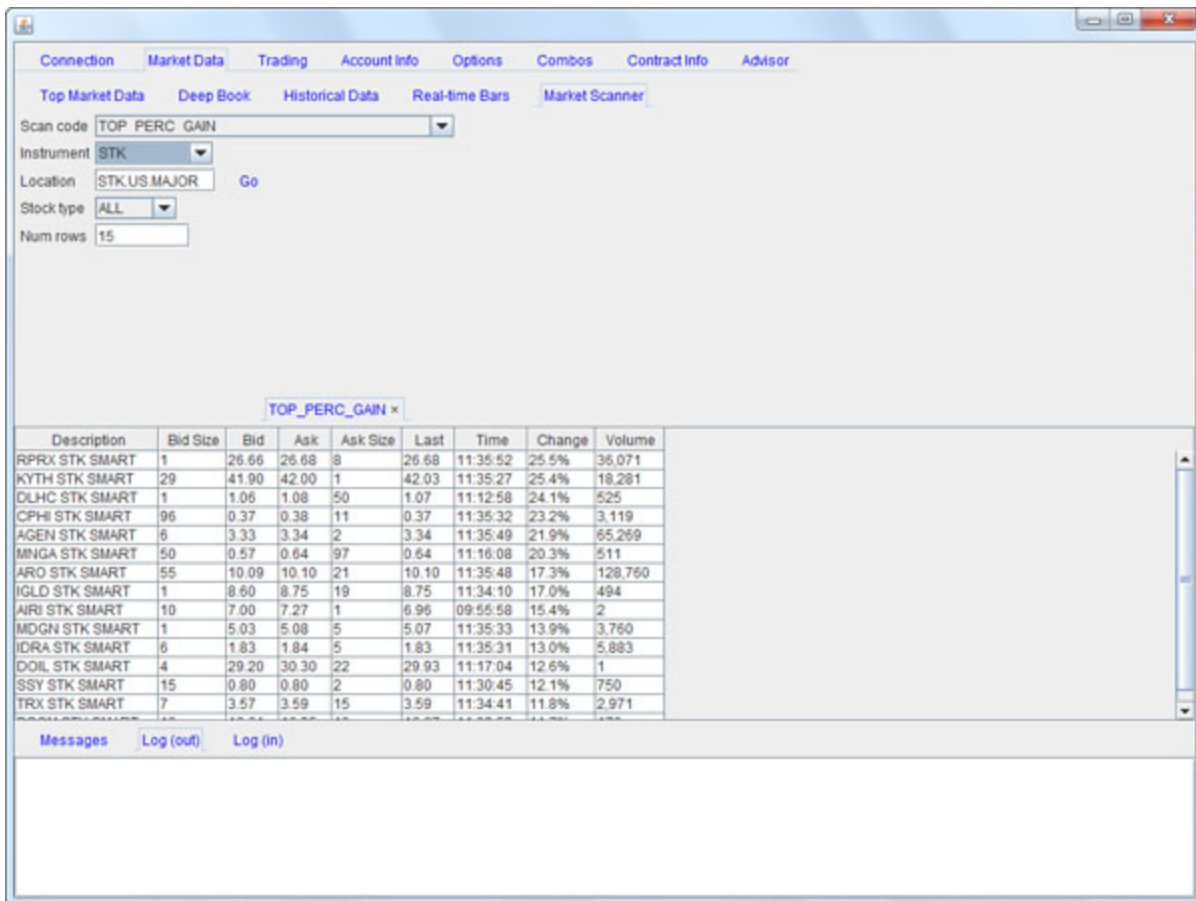 Connection Market Data Trading Account Info Options Combos Contract Info Advisor
Top Market Data Deep Book Historical Data Real-time Bars Market Scanner
Scan code TOP_PERC_GAIN
Instrument STK
Location STK.US.MAJOR Go
Stock type ALL
Num rows 15
TOP_PERC_GAIN ×
Description Bid Size Bid Ask Ask Size Last Time Change Volume
RPRX STK SMART 1 26.66 26.68 8 26.68 11:35:52 25.5% 36,071
KYTH STK SMART 29 41.90 42.00 1 42.03 11:35:27 25.4% 18,281
DLHC STK SMART 1 1.06 1.08 50 1.07 11:12:58 24.1% 525
CPHI STK SMART 96 0.37 0.38 11 0.37 11:35:32 23.2% 3,119
AGEN STK SMART 6 3.33 3.34 2 3.34 11:35:49 21.9% 65,269
MNGA STK SMART 50 0.57 0.64 97 0.64 11:16:08 20.3% 511
ARO STK SMART 55 10.09 10.10 21 10.10 11:35:48 17.3% 128,760
IGLD STK SMART 1 8.60 8.75 19 8.75 11:34:10 17.0% 494
AIRI STK SMART 10 7.00 7.27 1 6.96 09:55:58 15.4% 2
MDGN STK SMART 1 5.03 5.08 5 5.07 11:35:33 13.9% 3,760
IDRA STK SMART 6 1.83 1.84 5 1.83 11:35:31 13.0% 5,883
DOIL STK SMART 4 29.20 30.30 22 29.93 11:17:04 12.6% 1
SSY STK SMART 15 0.80 0.80 2 0.80 11:30:45 12.1% 750
TRX STK SMART 7 3.57 3.59 15 3.59 11:34:41 11.8% 2,971
Messages Log (out) Log (in)